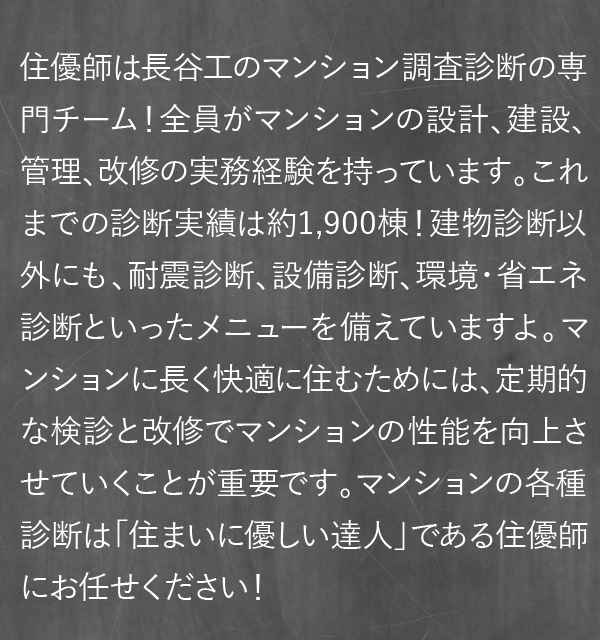 住優師は長谷工のマンション調査診断の専
門チーム！全員がマンションの設計、建設、
管理、改修の実務経験を持っています。これ
までの診断実績は約1,900棟！建物診断以
外にも、耐震診断、設備診断、環境・省エネ
診断といったメニューを備えていますよ。マ
ンションに長く快適に住むためには、定期的
な検診と改修でマンションの性能を向上さ
せていくことが重要です。マンションの各種
診断は「住まいに優しい達人」である住優師
にお任せください！